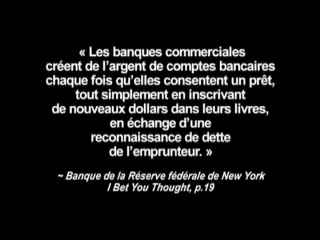 « Les banques commerciales
créent de l'argent de comptes bancaires
chaque fois qu'elles consentent un prêt,
tout simplement en inscrivant
de nouveaux dollars dans leurs livres,
en échange d'une
reconnaissance de dette
de l'emprunteur. »
~ Banque de la Réserve fédérale de New York
I Bet You Thought, p.19